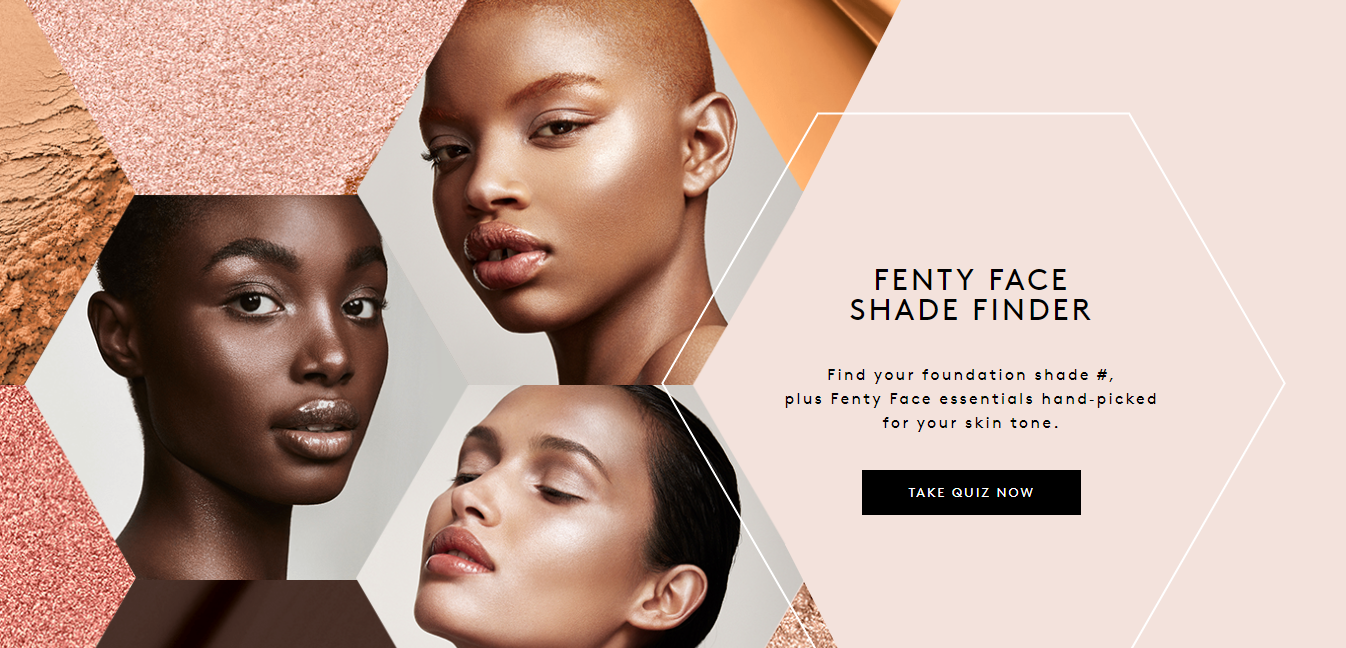 FENTY FACE
SHADE FINDER
Find your foundation shade #,
plus Fenty Face essentials hand-picked
for your skin tone.
TAKE QUIZ NOW